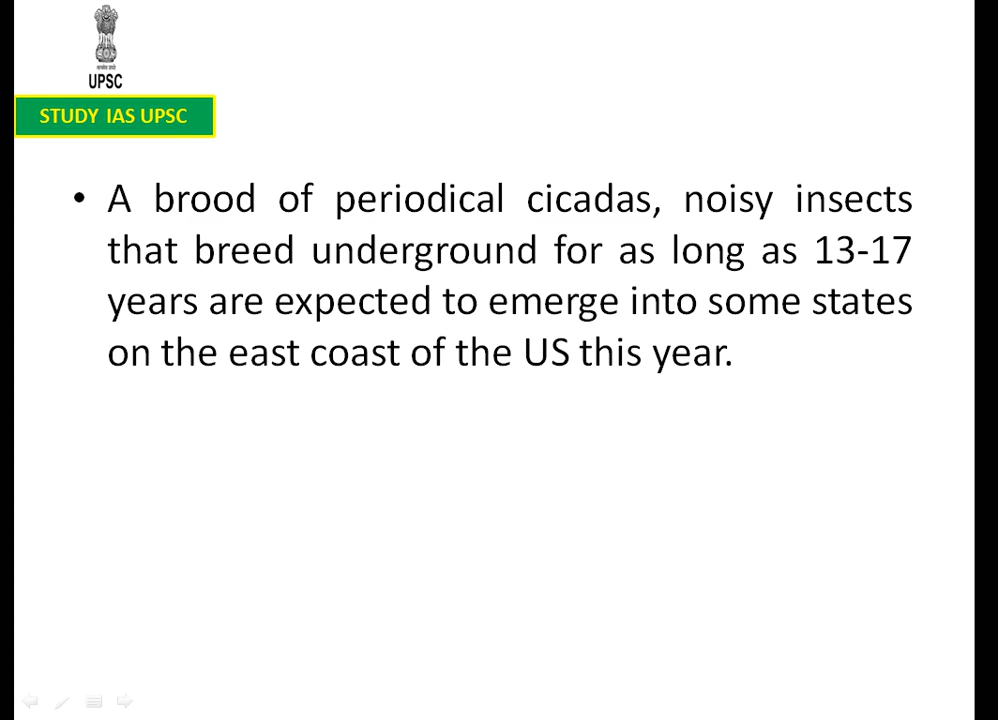 UPSC
STUDY IAS UPSC
• A brood of periodical cicadas, noisy insects
that breed underground for as long as 13-17
years are expected to emerge into some states
on the east coast of the US this year.